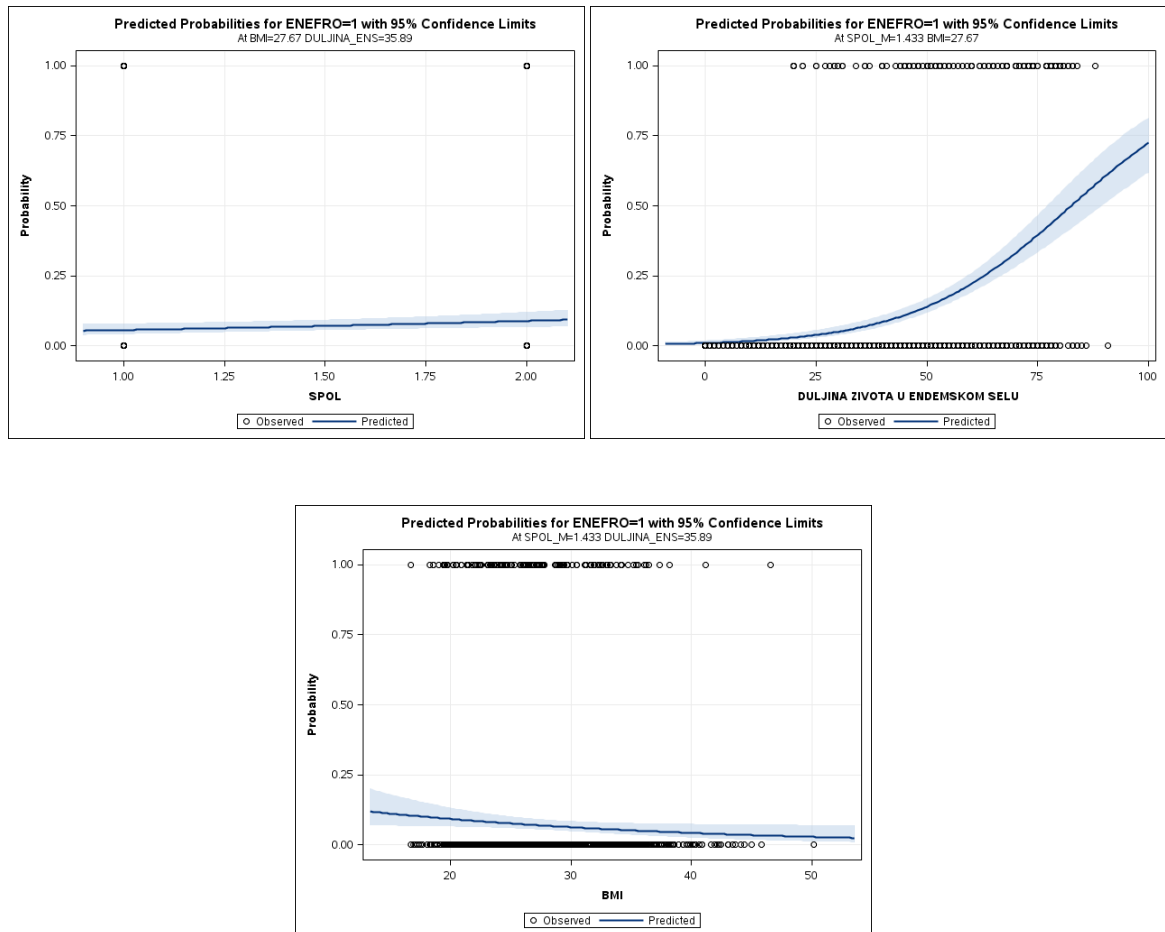 Predicted Probabilities for ENEFRO=1 with 95% Confidence Limits
At BMI=27.67 DULJINA_ENS=35.89
1.00
0.75
0.50
0.25
0.00
Probability
1.00 1.25 1.50 1.75 2.00
SPOL
Observed Predicted
Predicted Probabilities for ENEFRO=1 with 95% Confidence Limits
At SPOL_M=1.433 BMI=27.67
1.00
0.75
0.50
0.25
0.00
Probability
0 25 50 75 100
DULJINA ZIVOTA U ENDEMSKOM SELU
Observed Predicted
Predicted Probabilities for ENEFRO=1 with 95% Confidence Limits
At SPOL_M=1.433 DULJINA_ENS=35.89
1.00
0.75
0.50
0.25
0.00
Probability
20 30 40 50
BMI
Observed Predicted